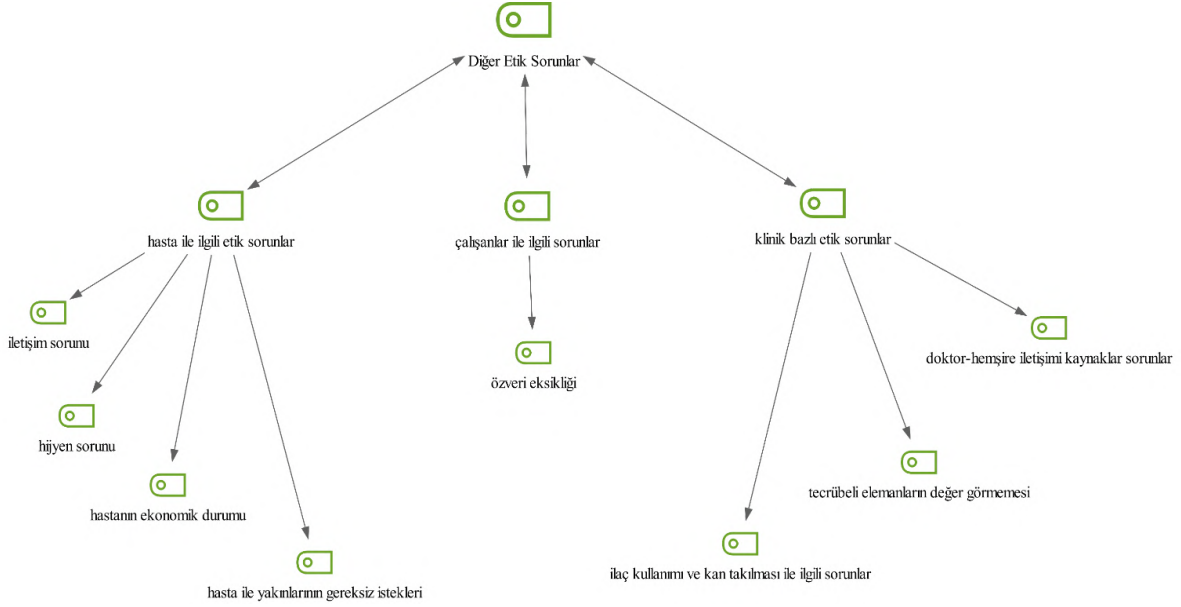 Diğer Etik Sorunlar
hasta ile ilgili etik sorunlar
çalışanlar ile ilgili sorunlar
klinik bazlı etik sorunlar
iletişim sorunu
hijyen sorunu
hastanın ekonomik durumu
hasta ile yakınlarının gereksiz istekleri
özveri eksikliği
doktor-hemşire iletişimi kaynaklar sorunlar
tecrübeli elemanların değer görmemesi
ilaç kullanımı ve kan takılması ile ilgili sorunlar